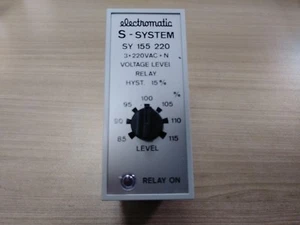 electromatic
S - SYSTEM
SY 155 220
3×220VAC + N
VOLTAGE LEVEL
RELAY
HYST. 15%
%
100
95 105
90 110
85 115
LEVEL
RELAY ON